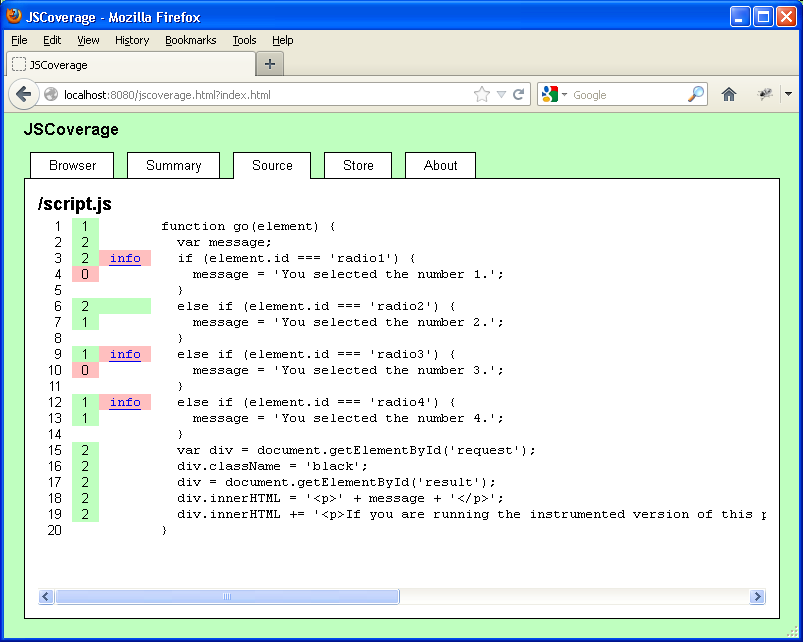 JSCoverage - Mozilla Firefox
File Edit View History Bookmarks Tools Help
JSCoverage
localhost:8080/jscoverage.html?index.html Google
JSCoverage
Browser Summary Source Store About
/script.js
1 1 function go(element) {
2 2 var message;
3 2 info if (element.id === 'radio1') {
4 0 message = 'You selected the number 1.';
5 }
6 2 else if (element.id === 'radio2') {
7 1 message = 'You selected the number 2.';
8 }
9 1 info else if (element.id === 'radio3') {
10 0 message = 'You selected the number 3.';
11 }
12 1 info else if (element.id === 'radio4') {
13 1 message = 'You selected the number 4.';
14 }
15 2 var div = document.getElementById('request');
16 2 div.className = 'black';
17 2 div = document.getElementById('result');
18 2 div.innerHTML = '<p>' + message + '</p>';
19 2 div.innerHTML += '<p>If you are running the instrumented version of this p
20 }